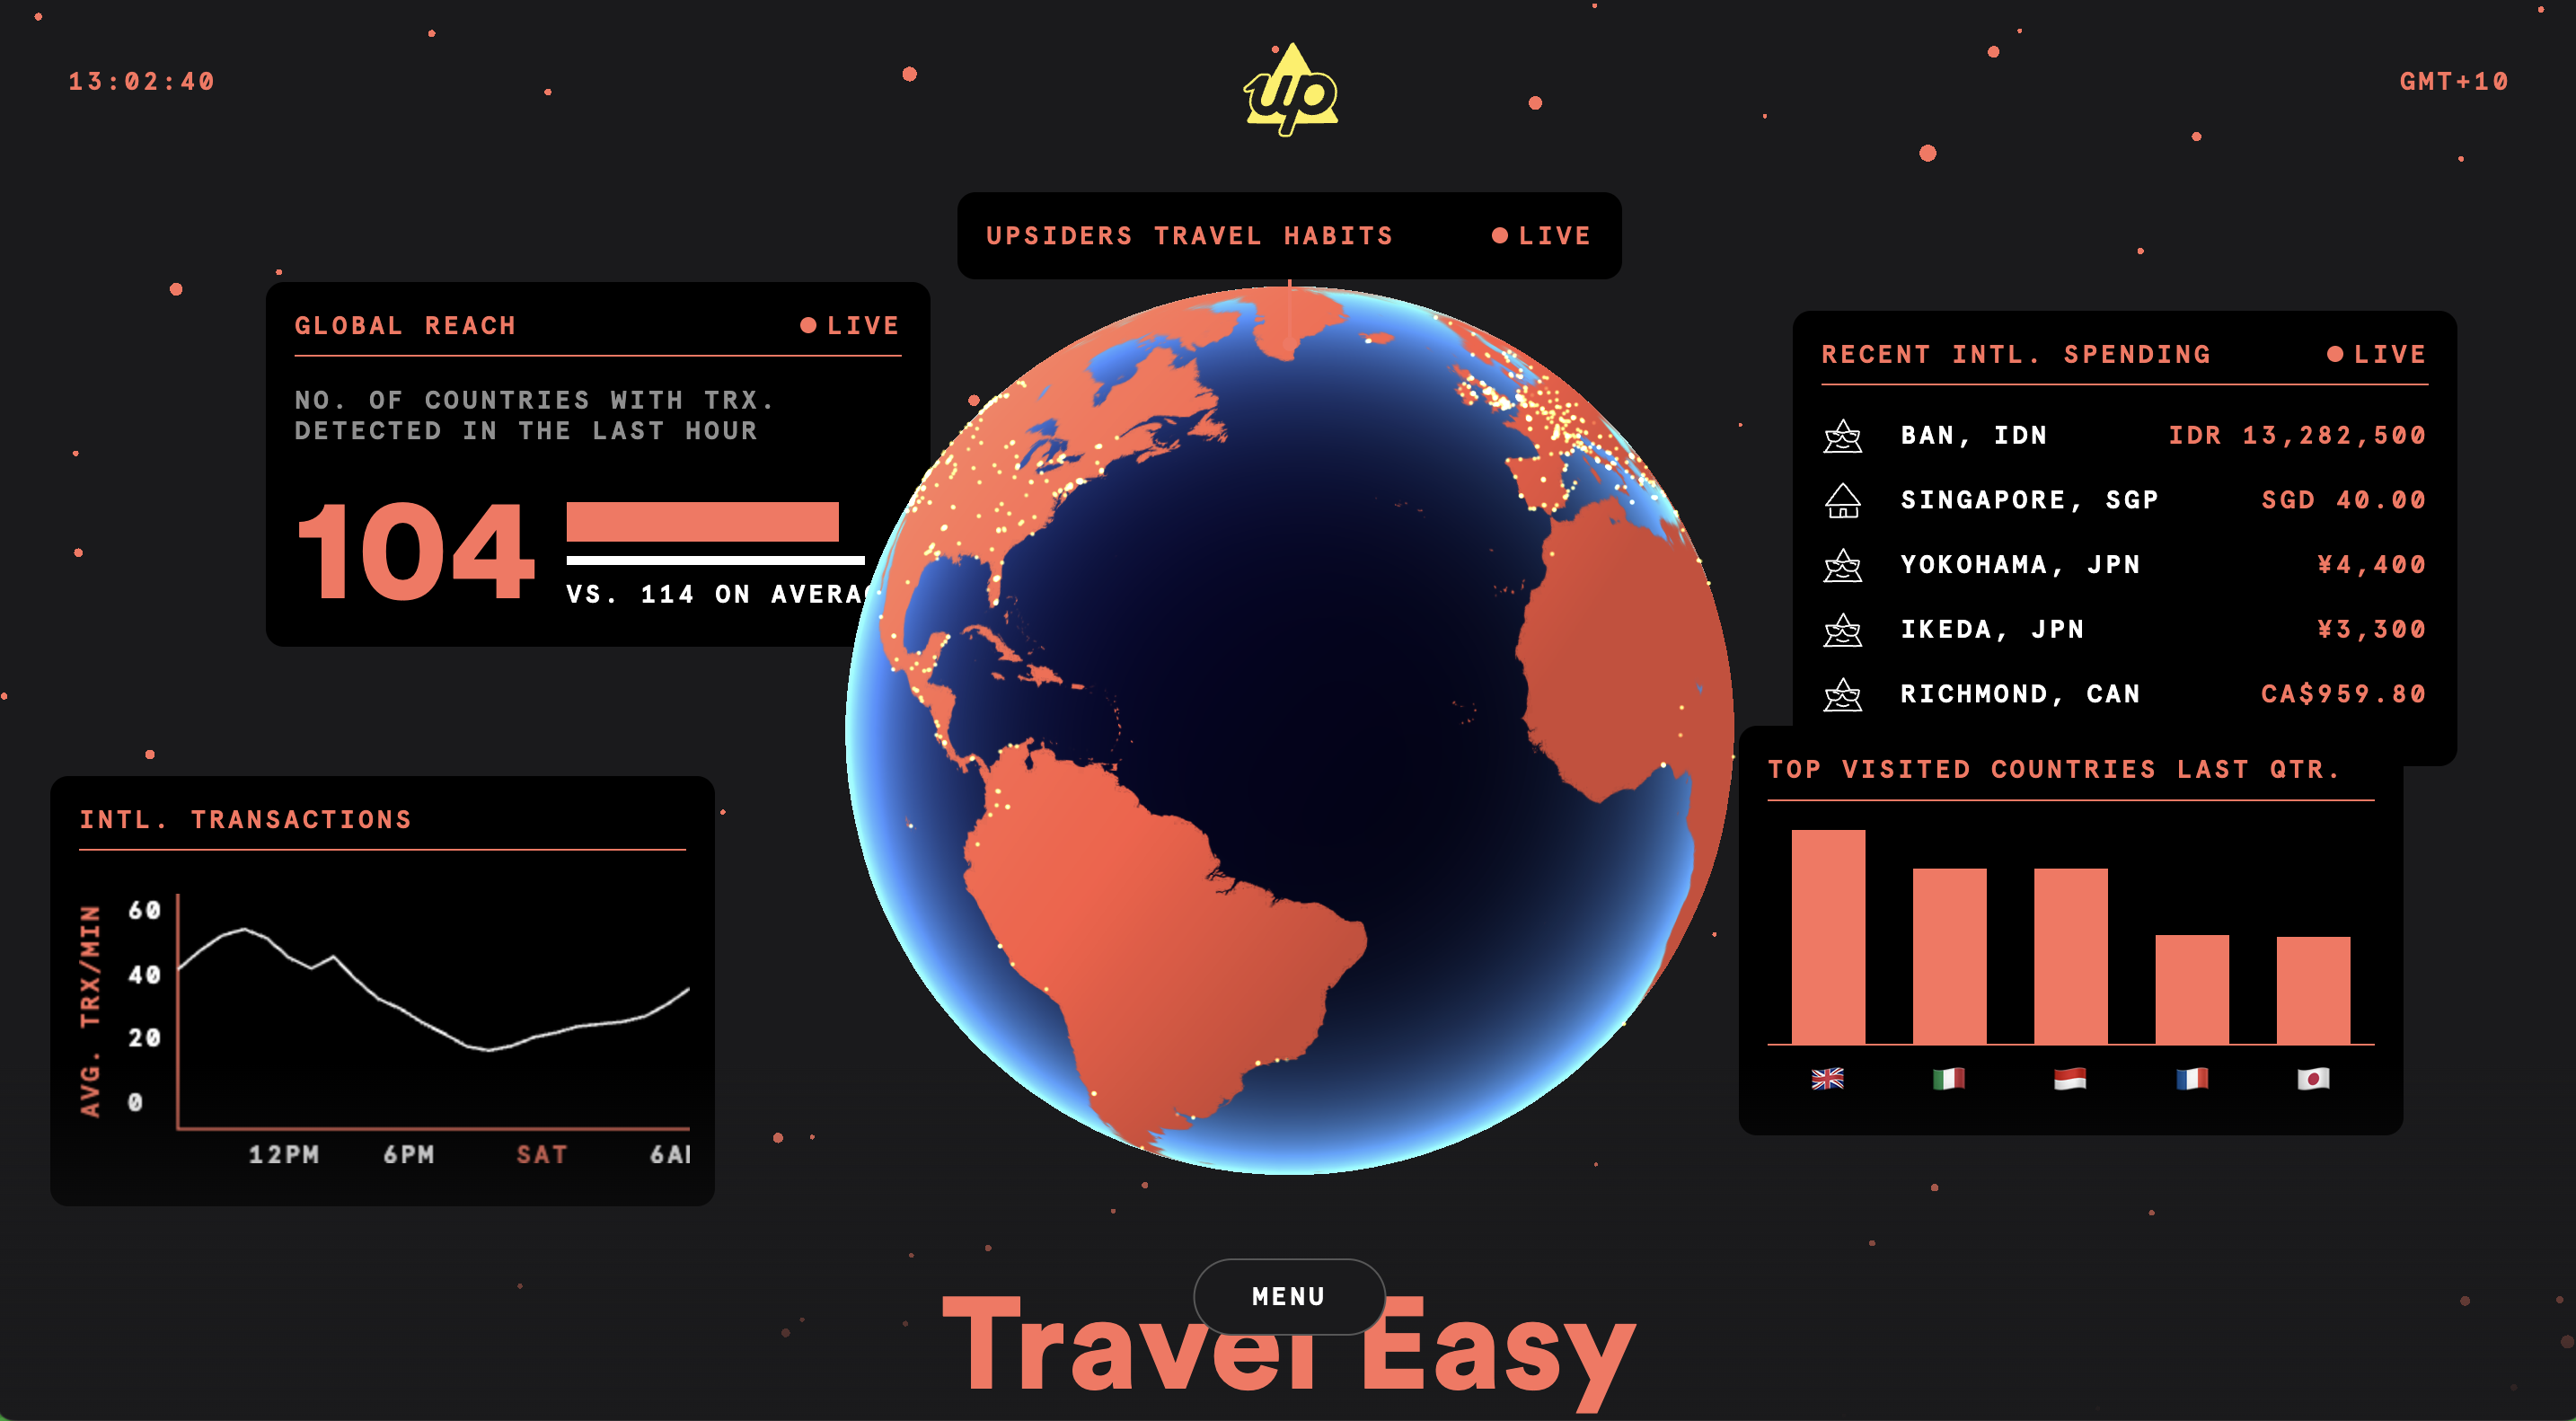 13:02:40
up
GMT+10
UPSIDERS TRAVEL HABITS
LIVE
GLOBAL REACH
LIVE
NO. OF COUNTRIES WITH TRX.
DETECTED IN THE LAST HOUR
104
VS. 114 ON AVERAG
RECENT INTL. SPENDING
LIVE
BAN, IDN
IDR 13,282,500
SINGAPORE, SGP
SGD 40.00
YOKOHAMA, JPN
¥4,400
IKEDA, JPN
¥3,300
RICHMOND, CAN
CA$959.80
INTL. TRANSACTIONS
AVG. TRX/MIN
60
40
20
0
12PM
6PM
SAT
6A
TOP VISITED COUNTRIES LAST QTR.
MENU
Travel Easy